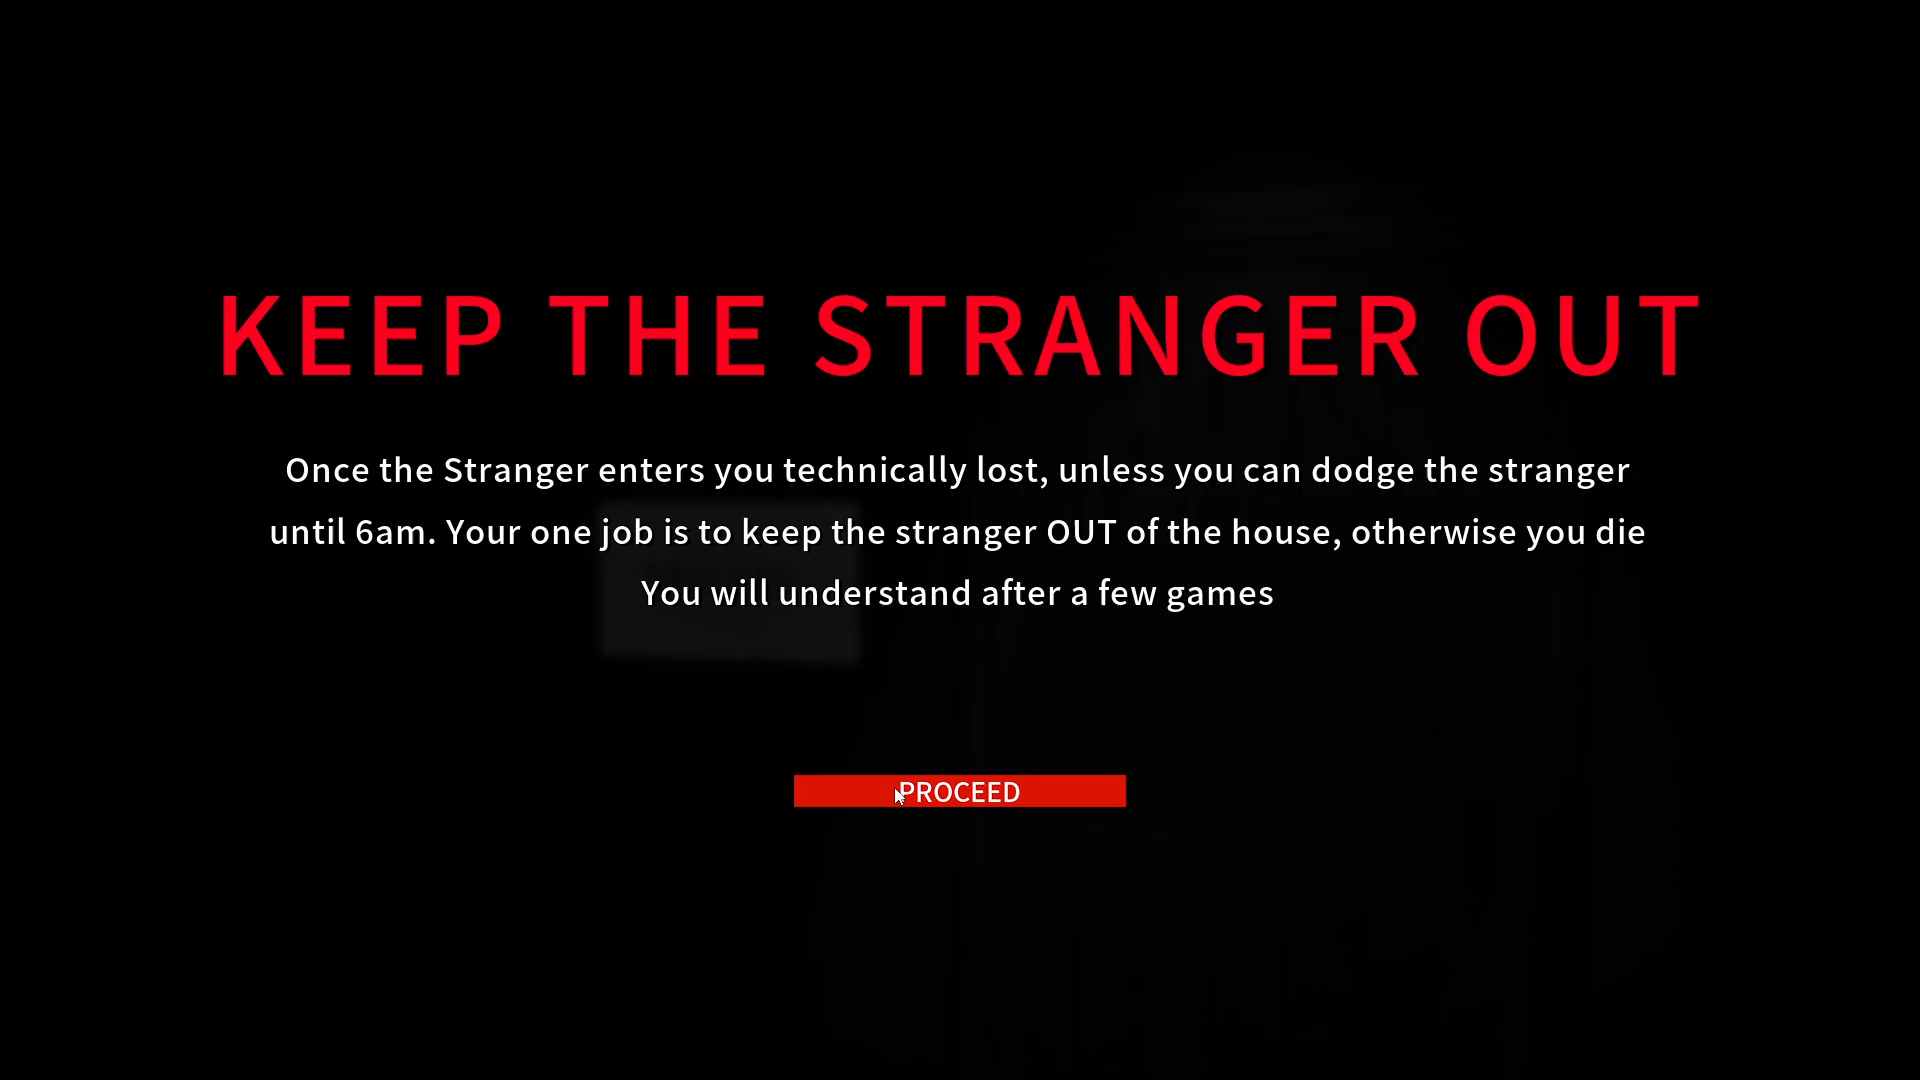 KEEP THE STRANGER OUT
Once the Stranger enters you technically lost, unless you can dodge the stranger
until 6am. Your one job is to keep the stranger OUT of the house, otherwise you die
You will understand after a few games
PROCEED